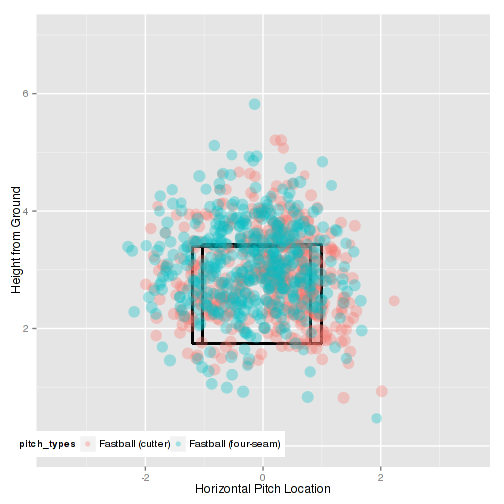 Height from Ground
6
4
2
pitch_types Fastball (cutter) Fastball (four-seam)
-2 0 2
Horizontal Pitch Location